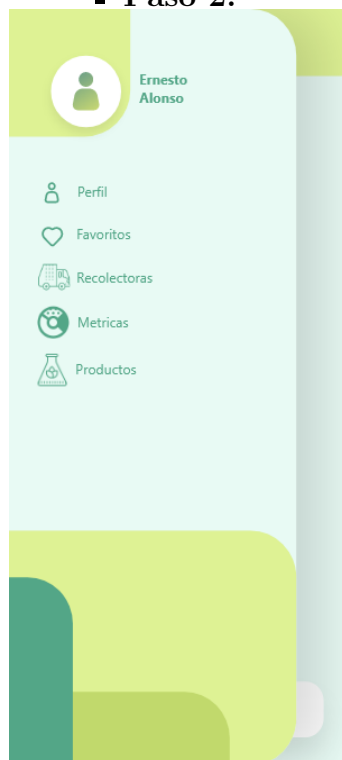 Paso 2:
Ernesto
Alonso
Perfil
Favoritos
Recolectoras
Metricas
Productos